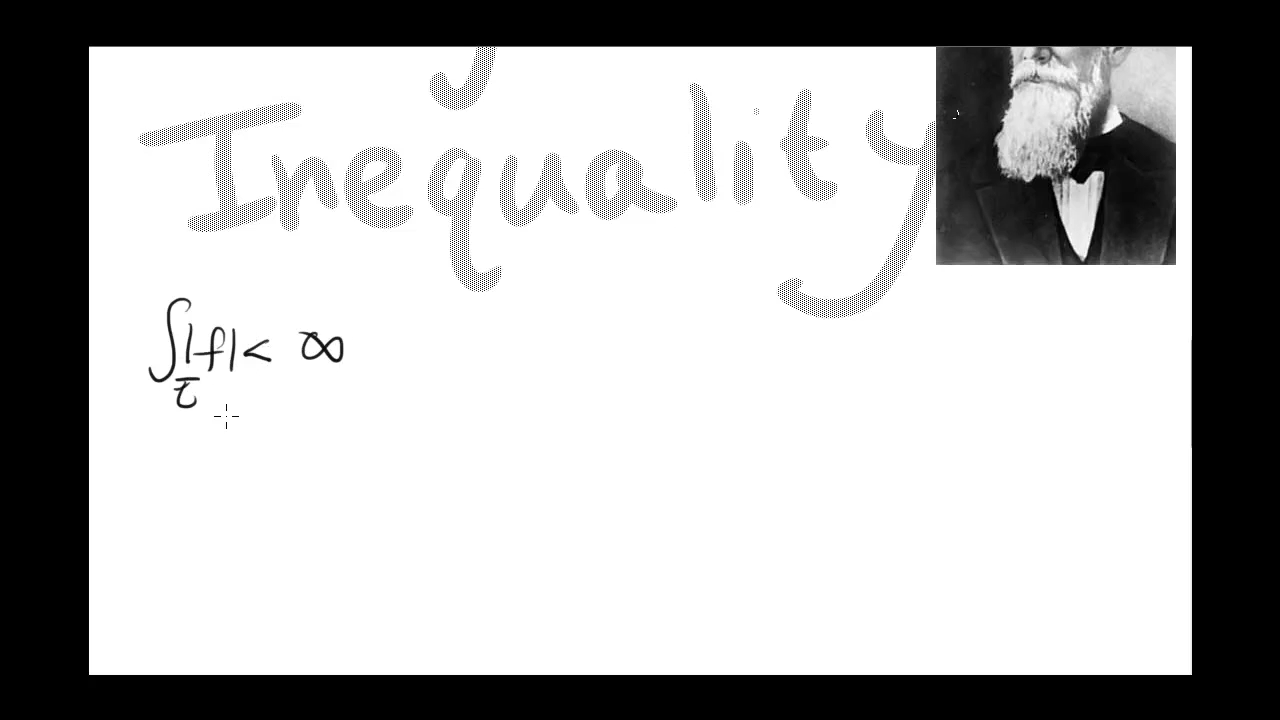 Inequality
∫_E |f| < ∞